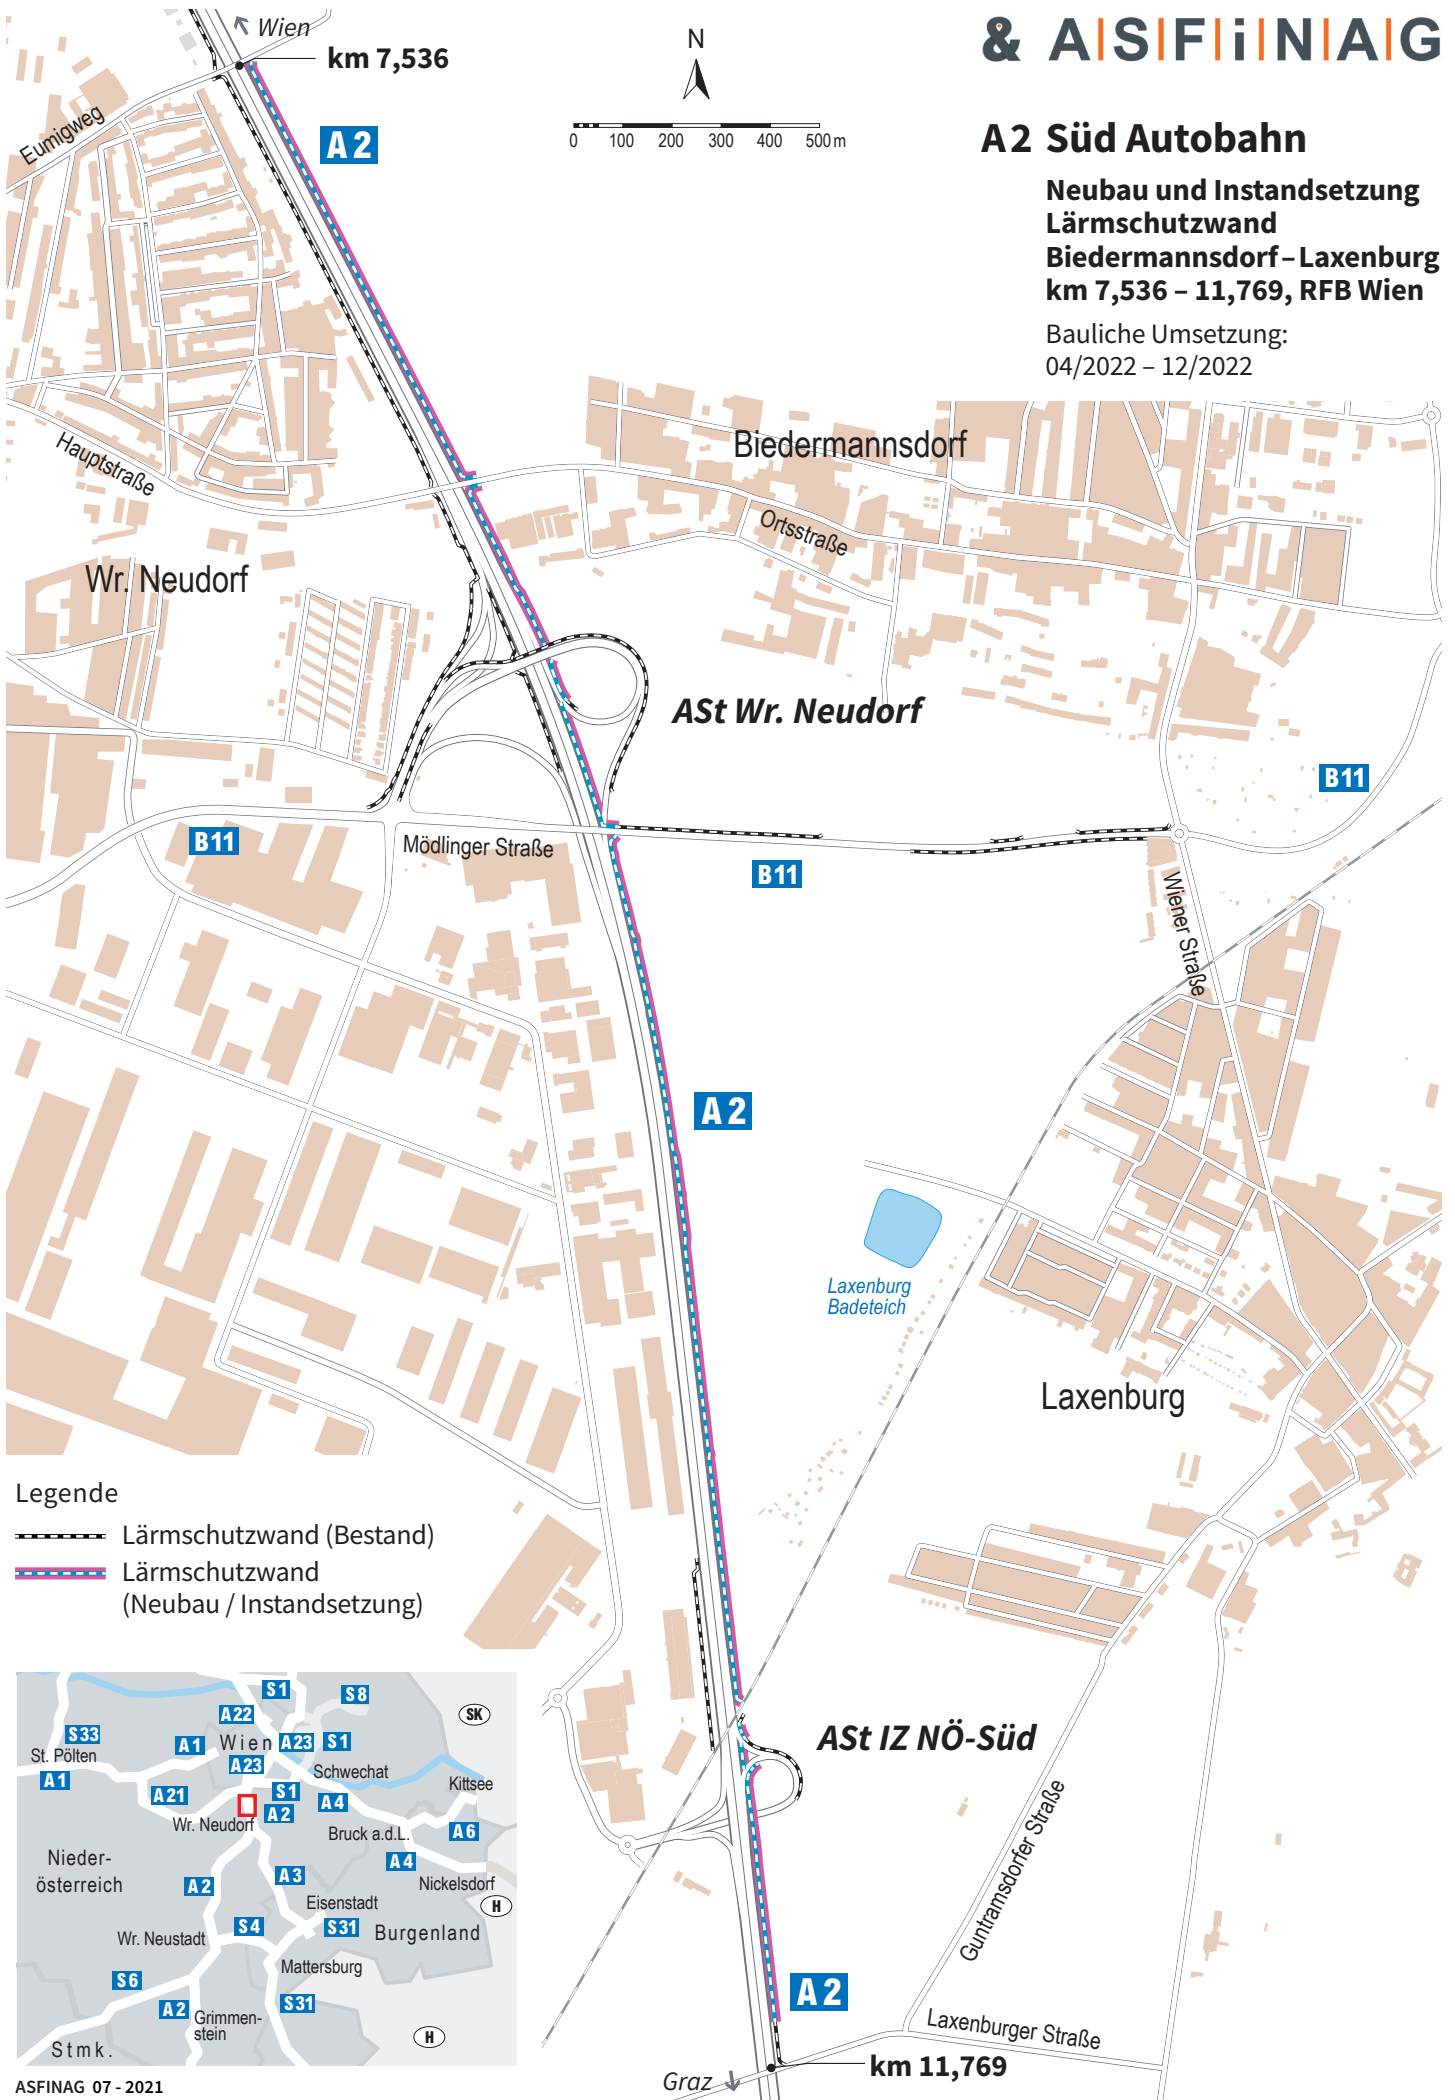 & A|S|F|i|N|A|G
A 2 Süd Autobahn
Neubau und Instandsetzung
Lärmschutzwand
Biedermannsdorf – Laxenburg
km 7,536 – 11,769, RFB Wien
Bauliche Umsetzung:
04/2022 – 12/2022
Wien
km 7,536
N
0 100 200 300 400 500 m
Eumigweg
A 2
Hauptstraße
Biedermannsdorf
Ortsstraße
Wr. Neudorf
ASt Wr. Neudorf
B11
B11
Mödlinger Straße
B11
Wiener Straße
A 2
Laxenburg
Badeteich
Laxenburg
Legende
Lärmschutzwand (Bestand)
Lärmschutzwand
(Neubau / Instandsetzung)
ASt IZ NÖ-Süd
Guntramsdorfer Straße
A 2
Laxenburger Straße
km 11,769
Graz
S1
S8
A22
SK
S33
A1
Wien
A23
S1
St. Pölten
A23
Schwechat
A1
A21
S1
Kittsee
A2
A4
Wr. Neudorf
Bruck a.d.L.
A6
Nieder-
österreich
A4
A2
A3
Nickelsdorf
Eisenstadt
H
S4
S31
Burgenland
Wr. Neustadt
Mattersburg
S6
A2
S31
Grimmen-
stein
H
Stmk.
ASFINAG 07 - 2021